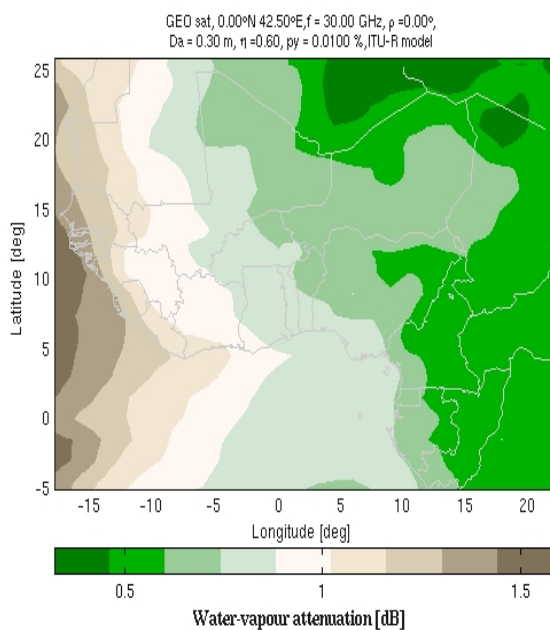 GEO sat, 0.00ºN 42.50ºE,f = 30.00 GHz, ρ =0.00º,
Da = 0.30 m, η =0.60, py = 0.0100 %,ITU-R model
Latitude [deg]
25
20
15
10
5
0
-5
-15 -10 -5 0 5 10 15 20
Longitude [deg]
0.5 1 1.5
Water-vapour attenuation [dB]